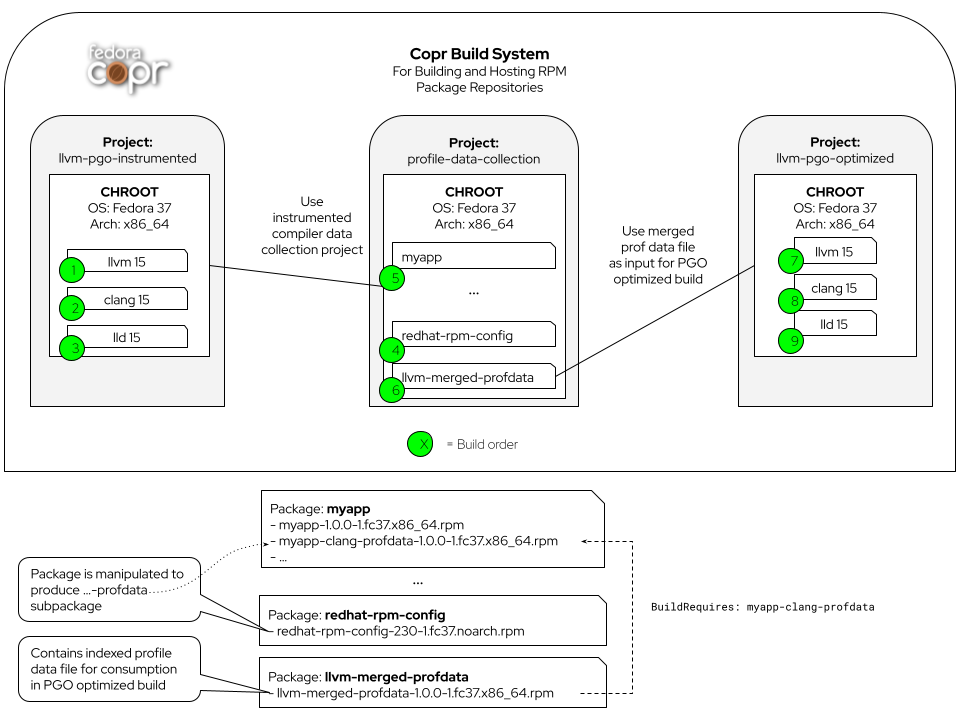 fedora
copr
Copr Build System
For Building and Hosting RPM
Package Repositories
Project:
llvm-pgo-instrumented
CHROOT
OS: Fedora 37
Arch: x86_64
1
llvm 15
2
clang 15
3
lld 15
Use
instrumented
compiler data
collection project
Project:
profile-data-collection
CHROOT
OS: Fedora 37
Arch: x86_64
myapp
5
...
redhat-rpm-config
4
llvm-merged-profdata
6
Use merged
prof data file
as input for PGO
optimized build
Project:
llvm-pgo-optimized
CHROOT
OS: Fedora 37
Arch: x86_64
llvm 15
7
clang 15
8
lld 15
9
X = Build order
Package: myapp
- myapp-1.0.0-1.fc37.x86_64.rpm
- myapp-clang-profdata-1.0.0-1.fc37.x86_64.rpm
- ...
...
Package is manipulated to
produce ...-profdata
subpackage
Package: redhat-rpm-config
- redhat-rpm-config-230-1.fc37.noarch.rpm
BuildRequires: myapp-clang-profdata
Contains indexed profile
data file for consumption
in PGO optimized build
Package: llvm-merged-profdata
- llvm-merged-profdata-1.0.0-1.fc37.x86_64.rpm